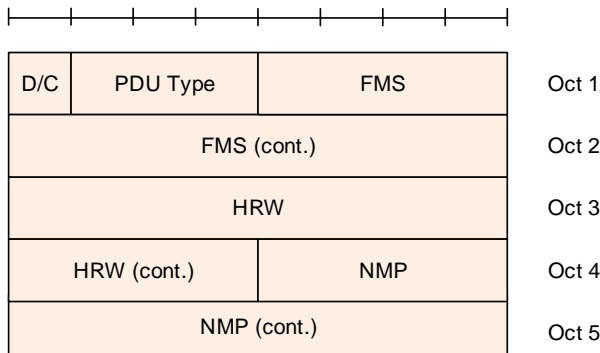 D/C PDU Type FMS Oct 1
FMS (cont.) Oct 2
HRW Oct 3
HRW (cont.) NMP Oct 4
NMP (cont.) Oct 5